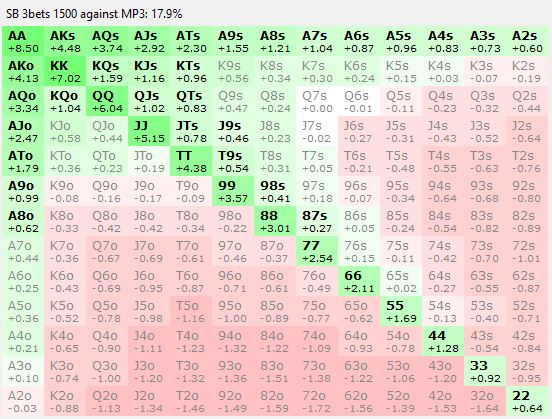 SB 3bets 1500 against MP3: 17.9%
AA AKs AQs AJs ATs A9s A8s A7s A6s A5s A4s A3s A2s
+8.50 +4.48 +3.74 +2.92 +2.30 +1.55 +1.21 +1.04 +0.87 +0.96 +0.83 +0.73 +0.60
AKo KK KQs KJs KTs K9s K8s K7s K6s K5s K4s K3s K2s
+4.13 +7.02 +1.59 +1.16 +0.96 +0.56 +0.34 +0.30 +0.24 +0.15 +0.03 -0.07 -0.19
AQo KQo QQ QJs QTs Q9s Q8s Q7s Q6s Q5s Q4s Q3s Q2s
+3.34 +1.04 +6.04 +1.02 +0.83 +0.47 +0.24 +0.00 -0.01 -0.11 -0.23 -0.32 -0.44
AJo KJo QJo JJ JTs J9s J8s J7s J6s J5s J4s J3s J2s
+2.47 +0.58 +0.44 +5.15 +0.78 +0.46 +0.23 -0.02 -0.27 -0.31 -0.43 -0.52 -0.64
ATo KTo QTo JTo TT T9s T8s T7s T6s T5s T4s T3s T2s
+1.79 +0.36 +0.23 +0.19 +4.38 +0.54 +0.31 +0.05 -0.21 -0.48 -0.55 -0.63 -0.76
A9o K9o Q9o J9o T9o 99 98s 97s 96s 95s 94s 93s 92s
+0.99 -0.08 -0.16 -0.17 -0.09 +3.57 +0.41 +0.18 -0.07 -0.34 -0.66 -0.72 -0.80
A8o K8o Q8o J8o T8o 98o 88 87s 86s 85s 84s 83s 82s
+0.62 -0.33 -0.42 -0.42 -0.34 -0.22 +3.01 +0.27 +0.05 -0.24 -0.54 -0.82 -0.89
A7o K7o Q7o J7o T7o 97o 87o 77 76s 75s 74s 73s 72s
+0.44 -0.36 -0.67 -0.69 -0.61 -0.46 -0.37 +2.54 +0.15 -0.11 -0.42 -0.70 -1.01
A6o K6o Q6o J6o T6o 96o 86o 76o 66 65s 64s 63s 62s
+0.25 -0.43 -0.69 -0.95 -0.87 -0.71 -0.61 -0.49 +2.11 +0.02 -0.27 -0.55 -0.87
A5o K5o Q5o J5o T5o 95o 85o 75o 65o 55 54s 53s 52s
+0.36 -0.52 -0.78 -0.98 -1.16 -1.00 -0.89 -0.77 -0.62 +1.69 -0.13 -0.40 -0.71
A4o K4o Q4o J4o T4o 94o 84o 74o 64o 54o 44 43s 42s
+0.21 -0.65 -0.90 -1.11 -1.23 -1.32 -1.22 -1.09 -0.93 -0.78 +1.28 -0.54 -0.84
A3o K3o Q3o J3o T3o 93o 83o 73o 63o 53o 43o 33 32s
+0.10 -0.74 -1.00 -1.20 -1.32 -1.36 -1.51 -1.38 -1.22 -1.06 -1.20 +0.92 -0.95
A2o K2o Q2o J2o T2o 92o 82o 72o 62o 52o 42o 32o 22
-0.03 -0.88 -1.13 -1.34 -1.46 -1.47 -1.59 -1.72 -1.56 -1.39 -1.53 -1.64 +0.64